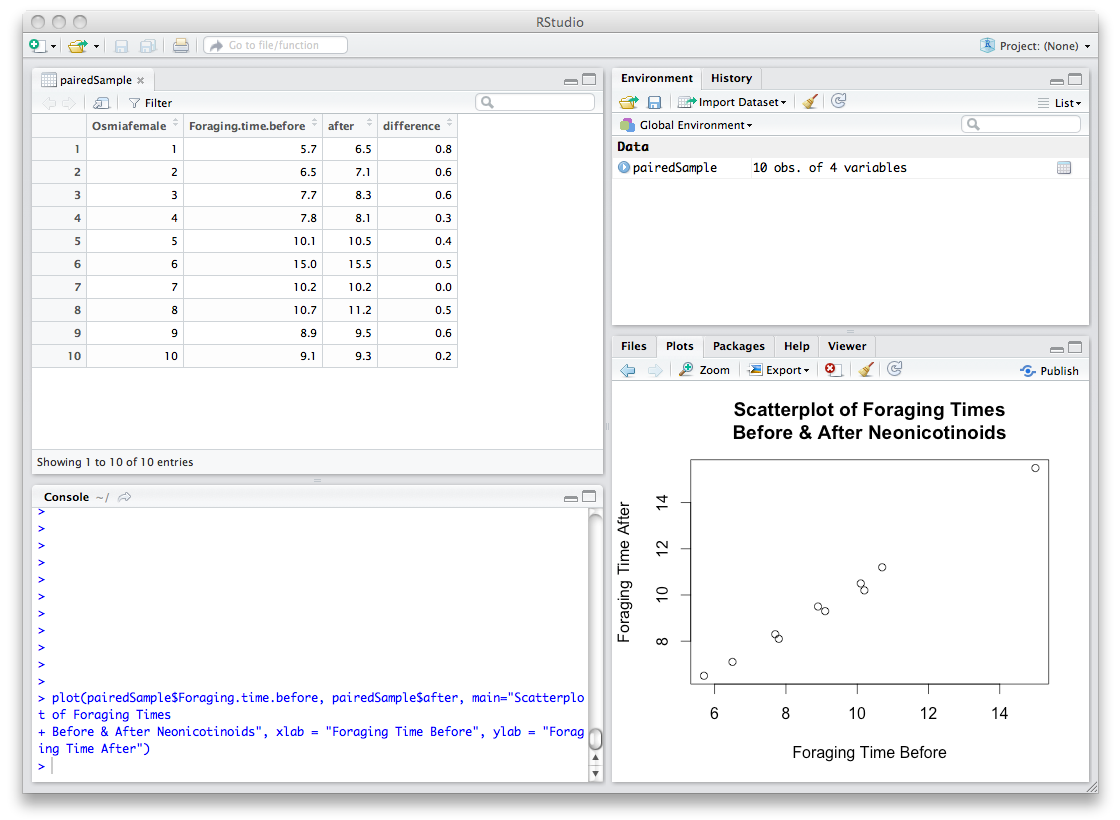 RStudio
Go to file/function
Project: (None)
pairedSample
Filter
Osmiafemale Foraging.time.before after difference
1 1 5.7 6.5 0.8
2 2 6.5 7.1 0.6
3 3 7.7 8.3 0.6
4 4 7.8 8.1 0.3
5 5 10.1 10.5 0.4
6 6 15.0 15.5 0.5
7 7 10.2 10.2 0.0
8 8 10.7 11.2 0.5
9 9 8.9 9.5 0.6
10 10 9.1 9.3 0.2
Showing 1 to 10 of 10 entries
Console ~/
>
>
>
>
>
>
>
>
>
>
>
> plot(pairedSample$Foraging.time.before, pairedSample$after, main="Scatterplo
t of Foraging Times
+ Before & After Neonicotinoids", xlab = "Foraging Time Before", ylab = "Forag
ing Time After")
>
Environment History
Import Dataset List
Global Environment
Data
pairedSample 10 obs. of 4 variables
Files Plots Packages Help Viewer
Zoom Export Publish
Scatterplot of Foraging Times
Before & After Neonicotinoids
Foraging Time After
14
12
10
8
6 8 10 12 14
Foraging Time Before